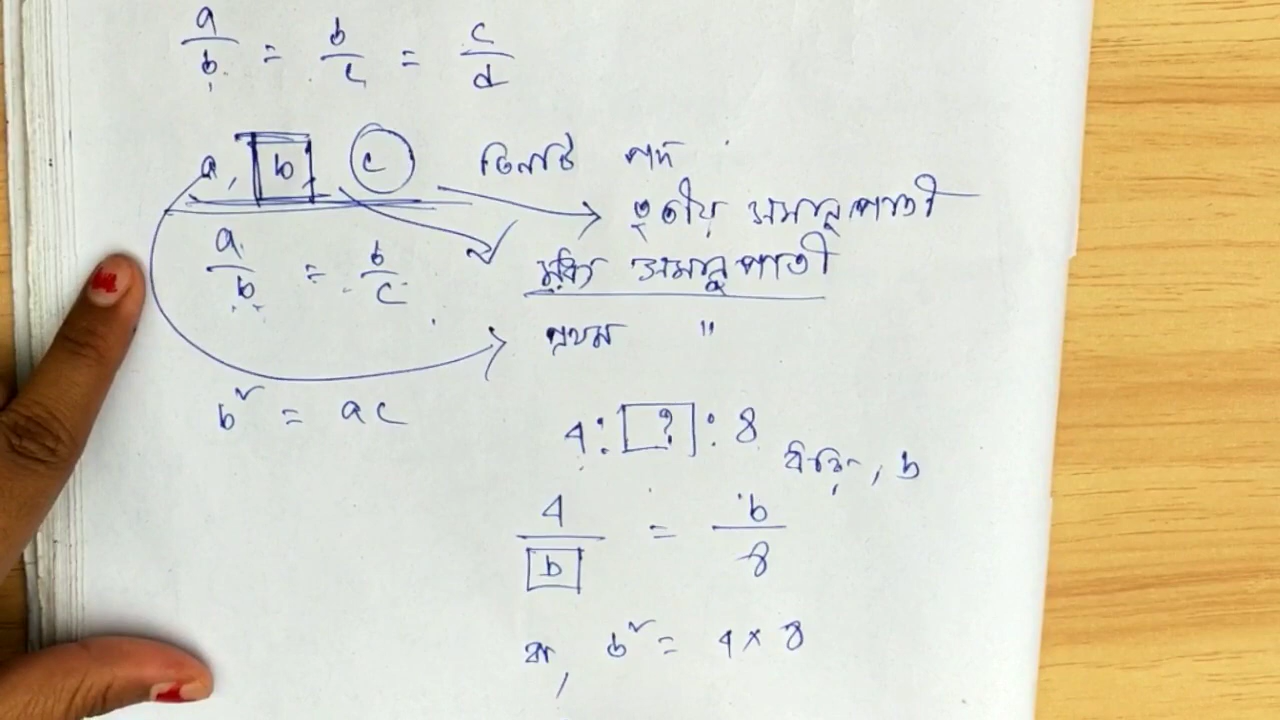 a/b = b/c = c/d
a, b c তিনটি পদ
তৃতীয় সমানুপাতী
মধ্য সমানুপাতী
a/b = b/c
প্রথম "
b² = ac
4 : ? : 8
ধরি, b
4/b = b/8
বা, b² = 4 × 8